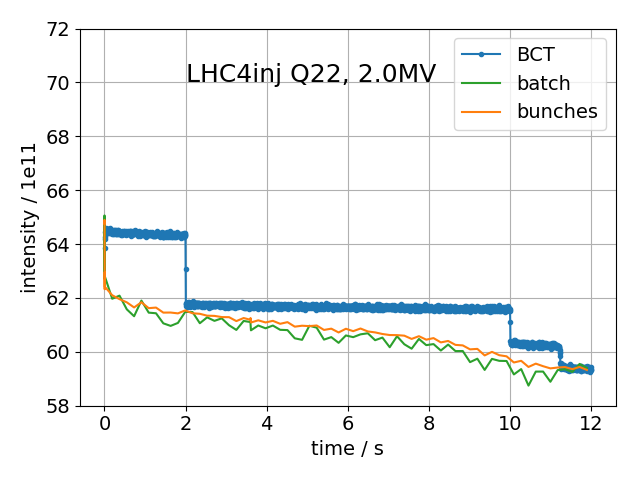 72
70
68
66
64
62
60
58
intensity / 1e11
LHC4inj Q22, 2.0MV
BCT
batch
bunches
0 2 4 6 8 10 12
time / s